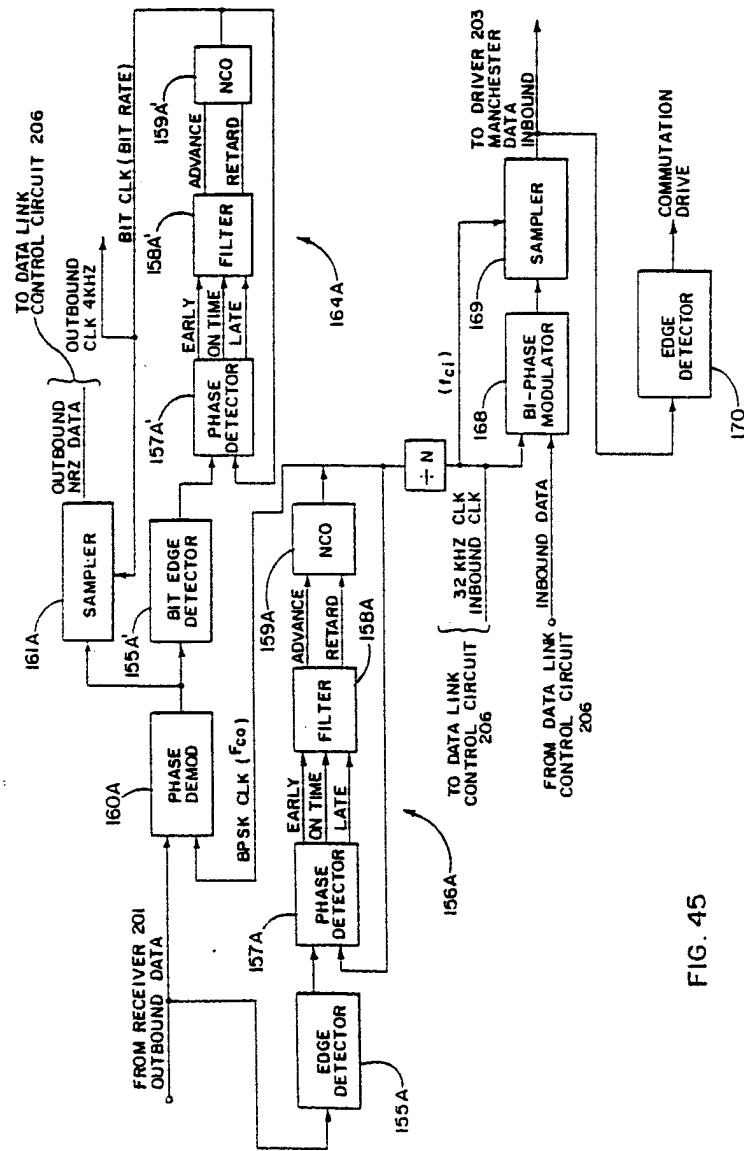 FROM RECEIVER 201
OUTBOUND DATA
155A
EDGE
DETECTOR
160A
PHASE
DEMOD
BPSK CLK (fco)
161A
SAMPLER
OUTBOUND
NRZ DATA
TO DATA LINK
CONTROL CIRCUIT 206
OUTBOUND
CLK 4KHZ
155A'
BIT EDGE
DETECTOR
157A'
PHASE
DETECTOR
EARLY
ON TIME
LATE
158A'
FILTER
ADVANCE
RETARD
159A'
NCO
BIT CLK (BIT RATE)
164A
157A
PHASE
DETECTOR
EARLY
ON TIME
LATE
FILTER
158A
ADVANCE
RETARD
159A
NCO
156A
÷ N
TO DATA LINK
CONTROL CIRCUIT
206
32 KHZ CLK
INBOUND CLK
(fci)
FROM DATA LINK
CONTROL CIRCUIT
206
INBOUND DATA
168
BI-PHASE
MODULATOR
169
SAMPLER
TO DRIVER 203
MANCHESTER
DATA
INBOUND
EDGE
DETECTOR
170
COMMUTATION
DRIVE
FIG. 45